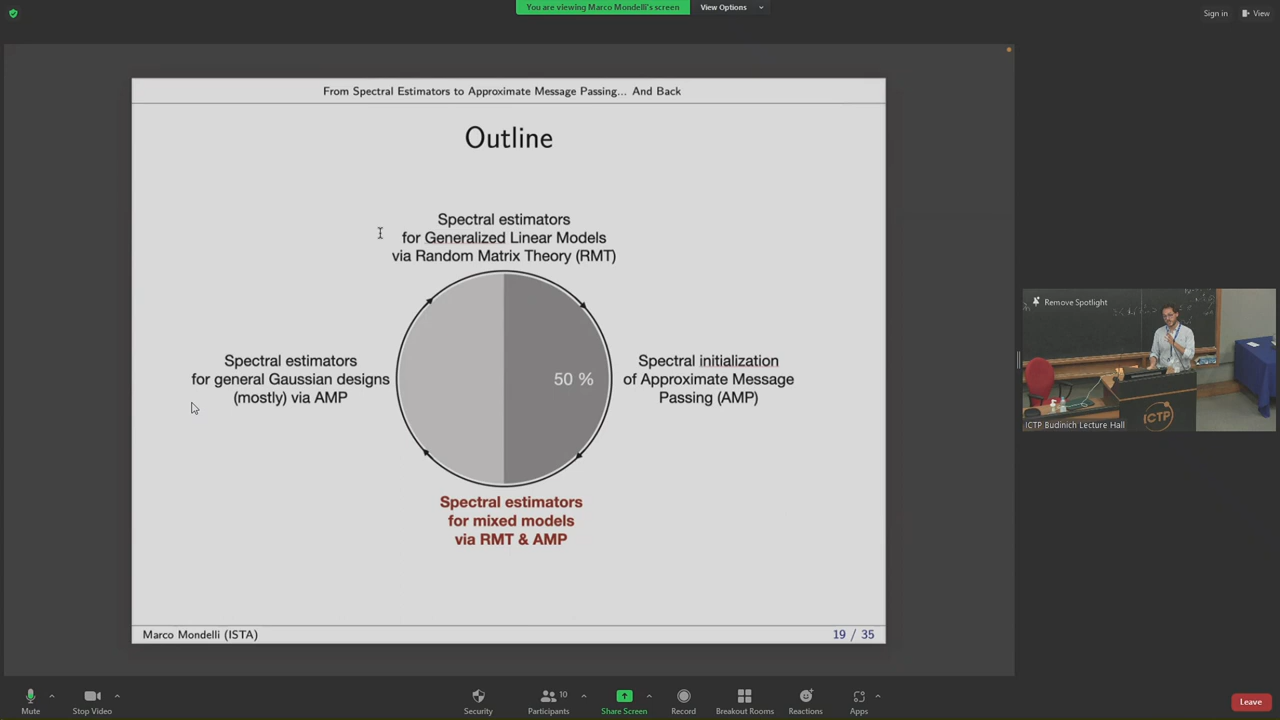 You are viewing Marco Mondelli's screen
View Options
Sign in
View
From Spectral Estimators to Approximate Message Passing... And Back
Outline
Spectral estimators
for Generalized Linear Models
via Random Matrix Theory (RMT)
Spectral estimators
for general Gaussian designs
(mostly) via AMP
50 %
Spectral initialization
of Approximate Message
Passing (AMP)
Spectral estimators
for mixed models
via RMT & AMP
Marco Mondelli (ISTA)
19 / 35
Remove Spotlight
ICTP
ICTP Budinich Lecture Hall
Mute
Stop Video
Security
10
Participants
Share Screen
Record
Breakout Rooms
Reactions
Apps
Leave